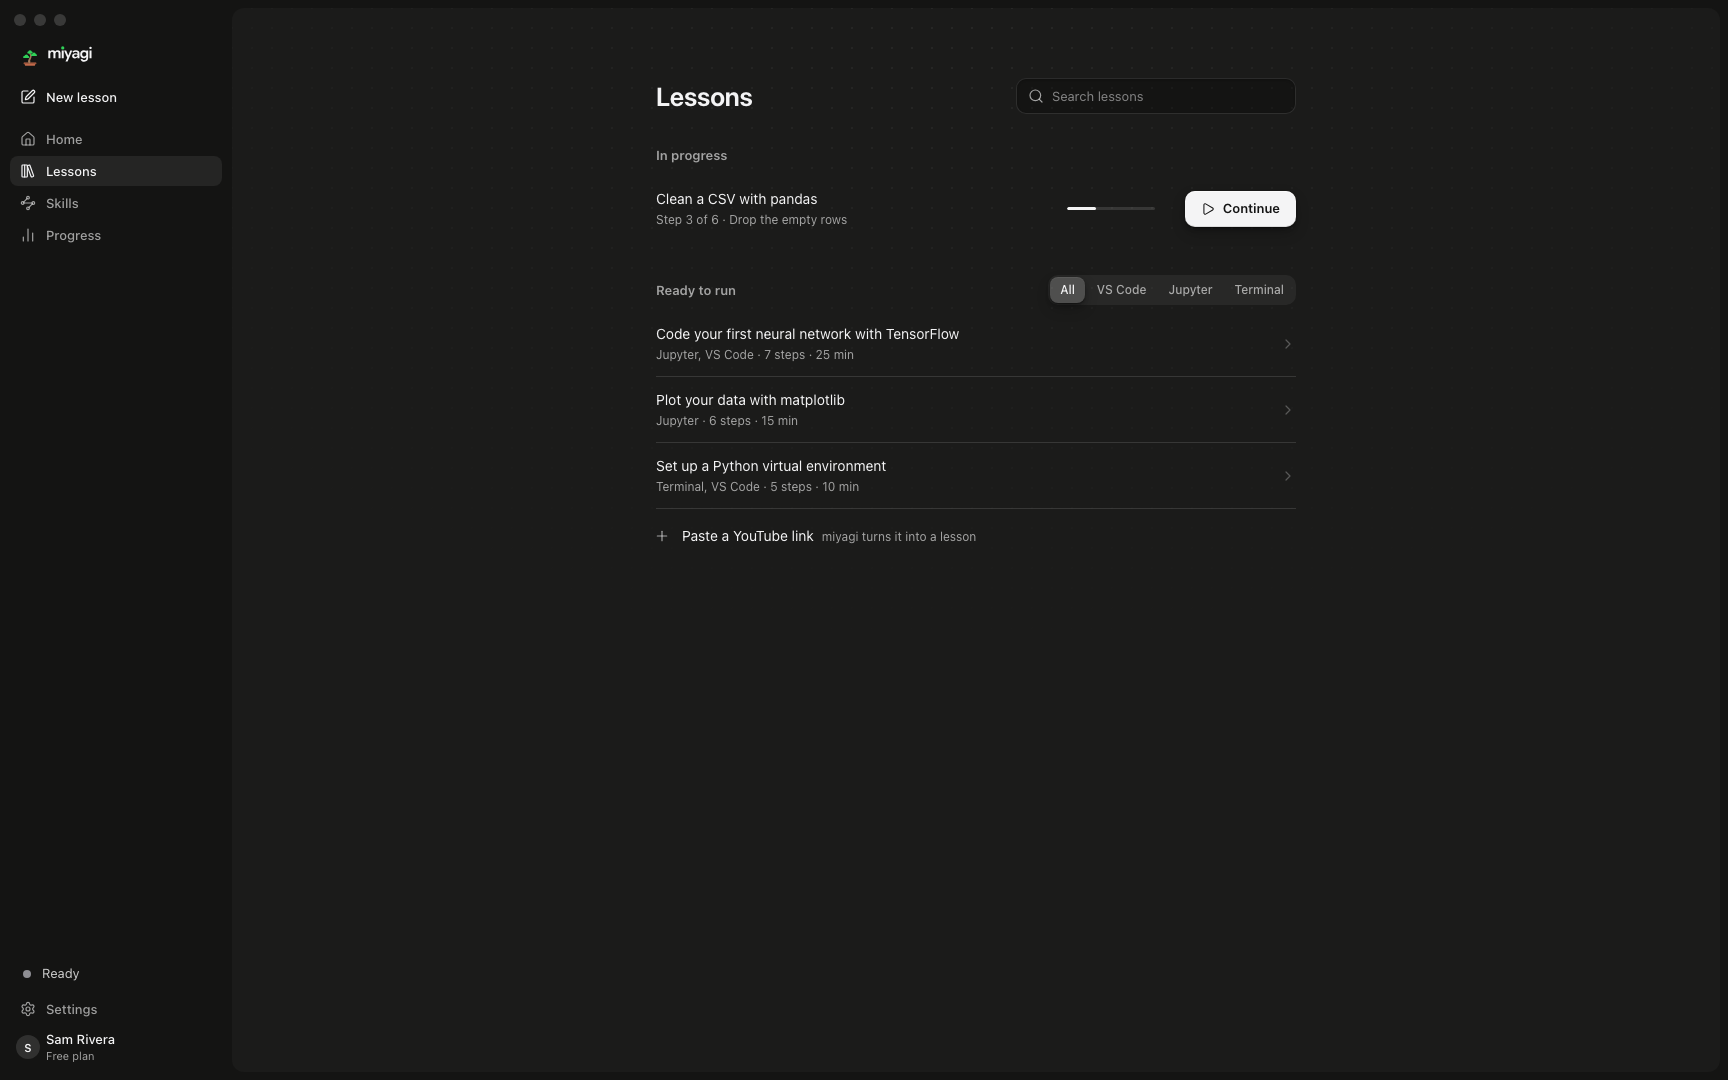 miyagi
New lesson
Home
Lessons
Skills
Progress
Ready
Settings
S
Sam Rivera
Free plan
Lessons
Search lessons
In progress
Clean a CSV with pandas
Step 3 of 6 · Drop the empty rows
Continue
Ready to run
All VS Code Jupyter Terminal
Code your first neural network with TensorFlow
Jupyter, VS Code · 7 steps · 25 min
Plot your data with matplotlib
Jupyter · 6 steps · 15 min
Set up a Python virtual environment
Terminal, VS Code · 5 steps · 10 min
Paste a YouTube link miyagi turns it into a lesson